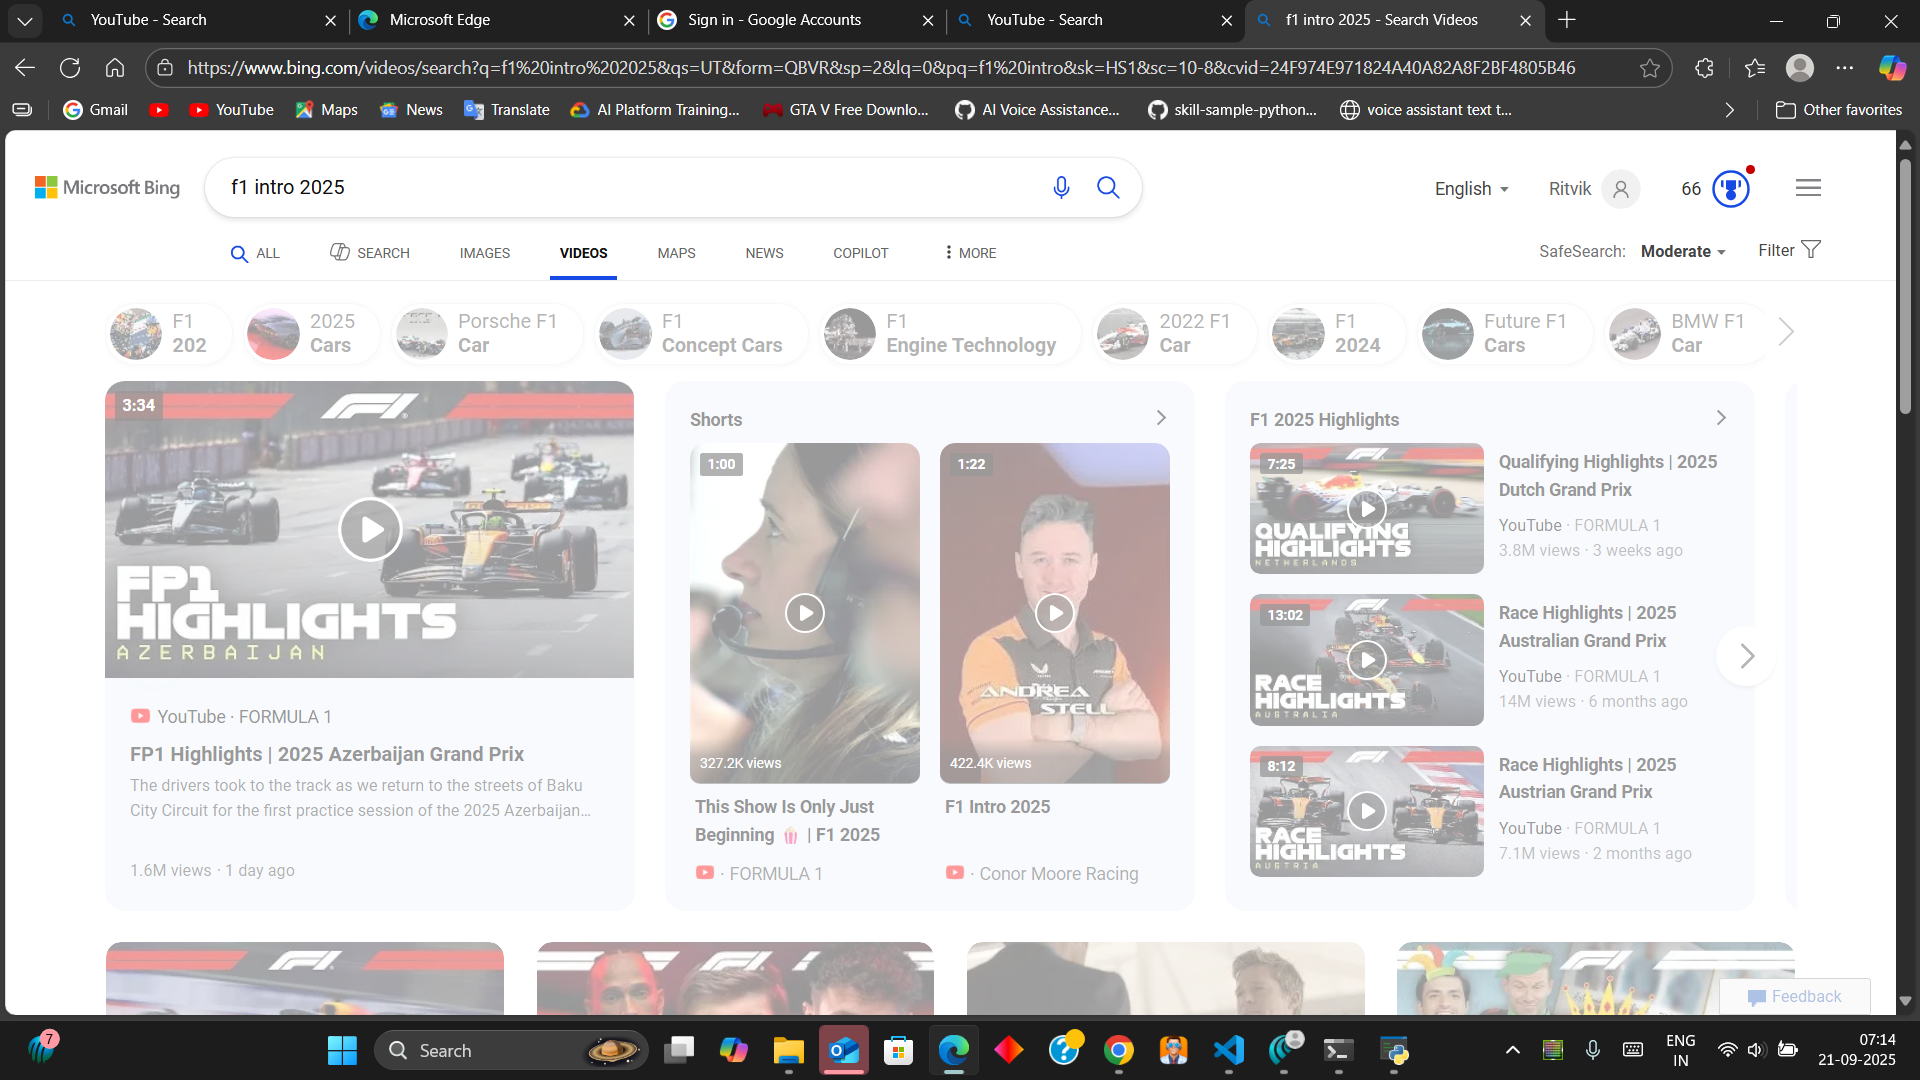 YouTube - Search
Microsoft Edge
Sign in - Google Accounts
YouTube - Search
f1 intro 2025 - Search Videos
https://www.bing.com/videos/search?q=f1%20intro%202025&qs=UT&form=QBVR&sp=2&lq=0&pq=f1%20intro&sk=HS1&sc=10-8&cvid=24F974E971824A40A82A8F2BF4805B46
Gmail
YouTube
Maps
News
Translate
AI Platform Training...
GTA V Free Downlo...
AI Voice Assistance...
skill-sample-python...
voice assistant text t...
Other favorites
Microsoft Bing
f1 intro 2025
English
Ritvik
66
ALL
SEARCH
IMAGES
VIDEOS
MAPS
NEWS
COPILOT
MORE
SafeSearch: Moderate
Filter
F1
202
2025
Cars
Porsche F1
Car
F1
Concept Cars
F1
Engine Technology
2022 F1
Car
F1
2024
Future F1
Cars
BMW F1
Car
3:34
FP1
HIGHLIGHTS
AZERBAIJAN
YouTube · FORMULA 1
FP1 Highlights | 2025 Azerbaijan Grand Prix
The drivers took to the track as we return to the streets of Baku
City Circuit for the first practice session of the 2025 Azerbaijan...
1.6M views · 1 day ago
Shorts
1:00
327.2K views
This Show Is Only Just
Beginning 🍿 | F1 2025
· FORMULA 1
1:22
ANDREA
STELL
422.4K views
F1 Intro 2025
· Conor Moore Racing
F1 2025 Highlights
7:25
QUALIFYING
HIGHLIGHTS
NETHERLANDS
Qualifying Highlights | 2025
Dutch Grand Prix
YouTube · FORMULA 1
3.8M views · 3 weeks ago
13:02
RACE
HIGHLIGHTS
AUSTRALIA
Race Highlights | 2025
Australian Grand Prix
YouTube · FORMULA 1
14M views · 6 months ago
8:12
RACE
HIGHLIGHTS
AUSTRIA
Race Highlights | 2025
Austrian Grand Prix
YouTube · FORMULA 1
7.1M views · 2 months ago
Feedback
7
Search
ENG
IN
07:14
21-09-2025